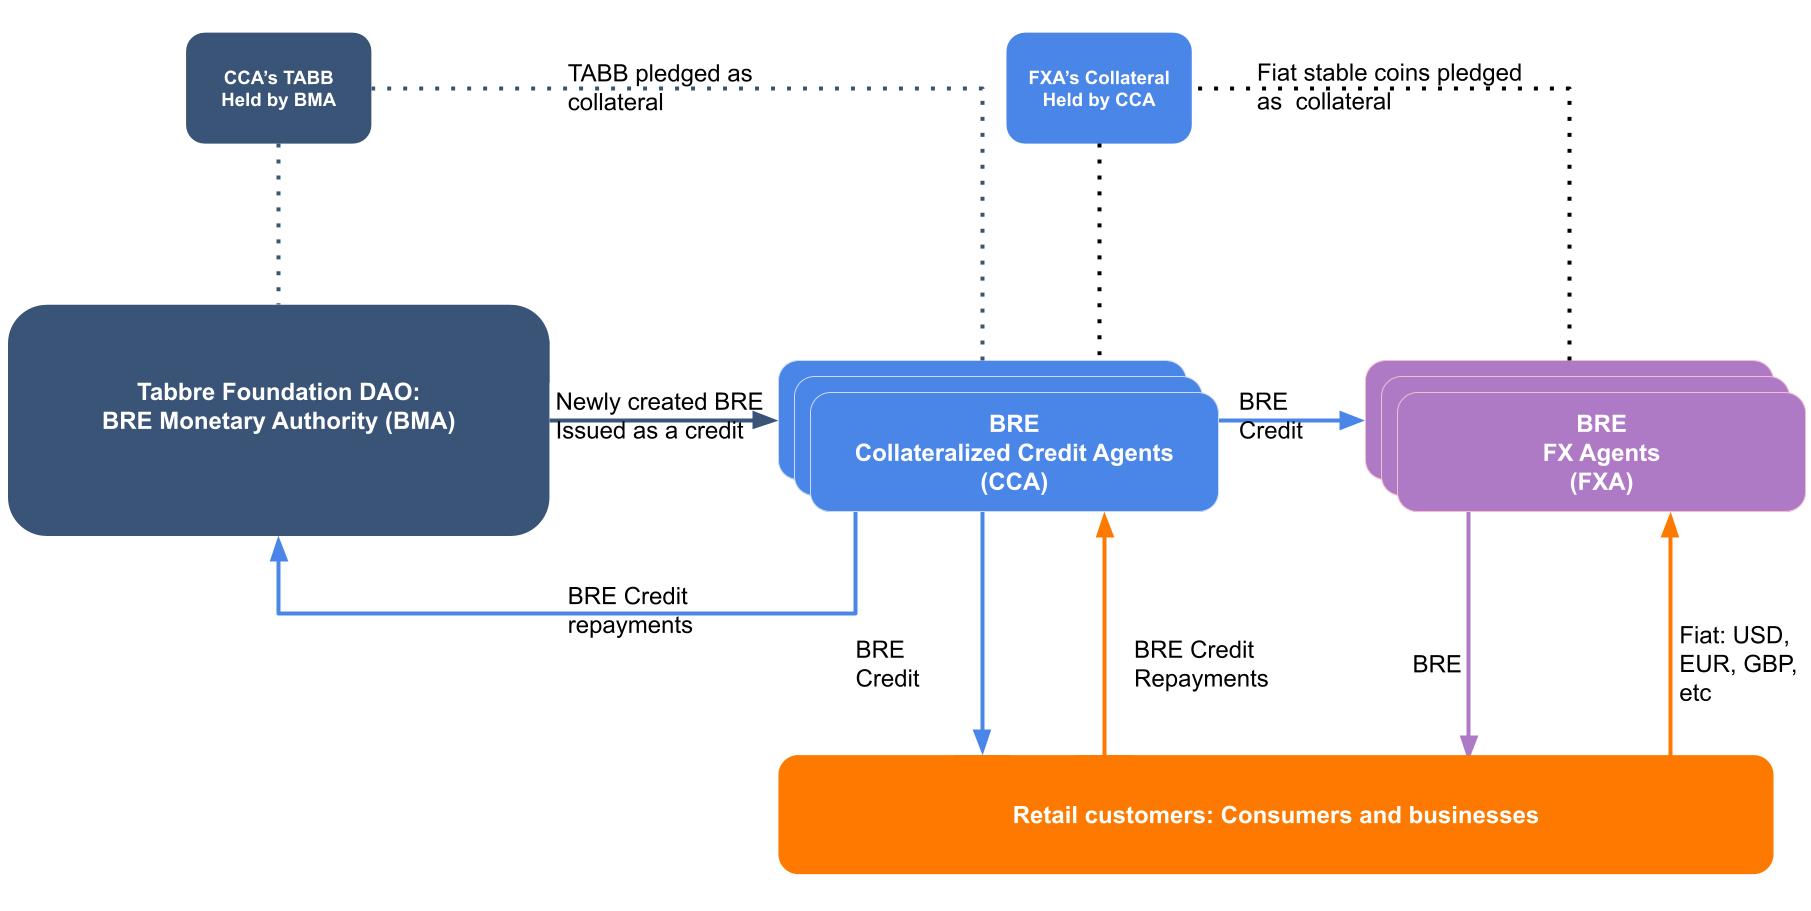 CCA’s TABB
Held by BMA
TABB pledged as
collateral
FXA’s Collateral
Held by CCA
Fiat stable coins pledged
as  collateral
Tabbre Foundation DAO:
BRE Monetary Authority (BMA)
Newly created BRE
Issued as a credit
BRE
Collateralized Credit Agents
(CCA)
BRE
Credit
BRE
FX Agents
(FXA)
BRE Credit
repayments
BRE
Credit
BRE Credit
Repayments
BRE
Fiat: USD,
EUR, GBP,
etc
Retail customers: Consumers and businesses